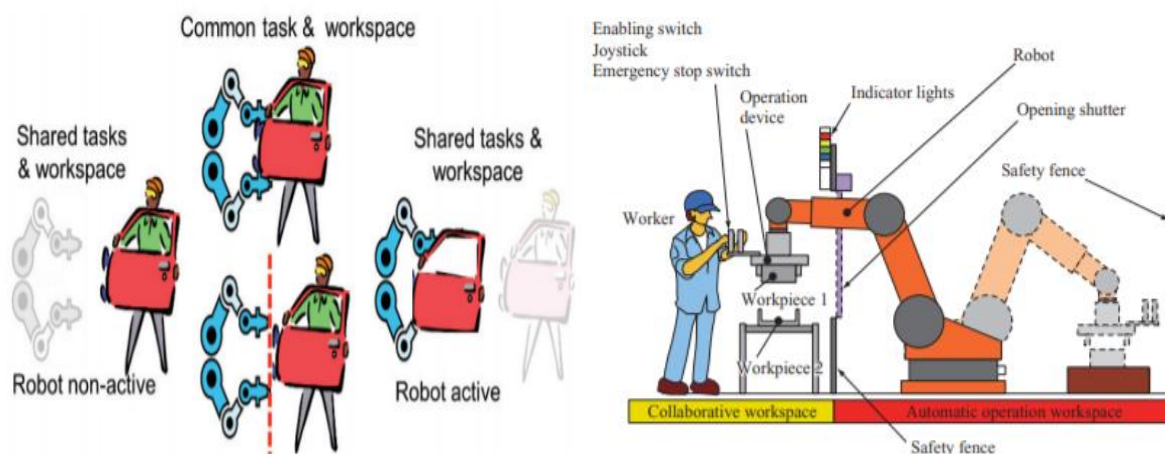 Common task & workspace
Shared tasks
& workspace
Shared tasks &
workspace
Robot non-active
Robot active
Enabling switch
Joystick
Emergency stop switch
Operation
device
Indicator lights
Robot
Opening shutter
Safety fence
Worker
Workpiece 1
Workpiece 2
Collaborative workspace
Automatic operation workspace
Safety fence